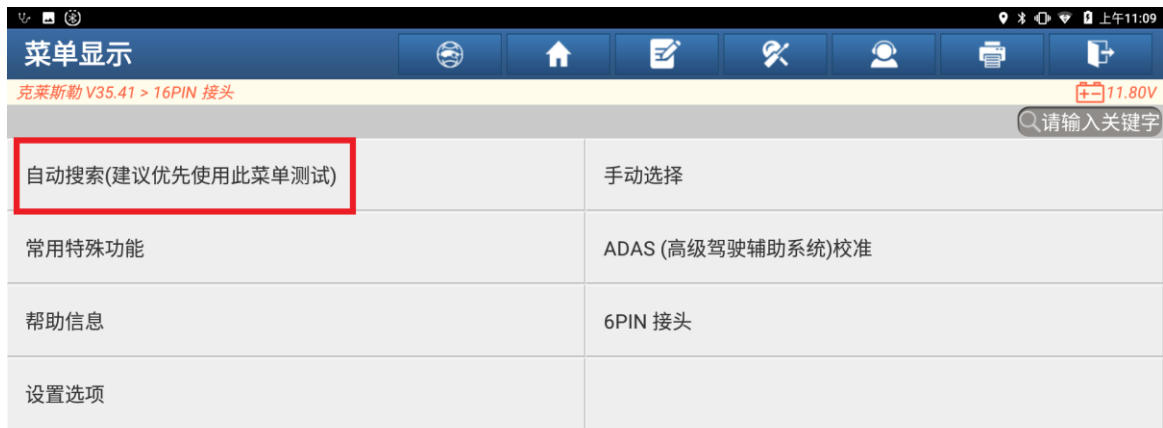 上午11:09
菜单显示
克莱斯勒 V35.41 > 16PIN 接头
11.80V
请输入关键字
自动搜索(建议优先使用此菜单测试)
手动选择
常用特殊功能
ADAS (高级驾驶辅助系统)校准
帮助信息
6PIN 接头
设置选项